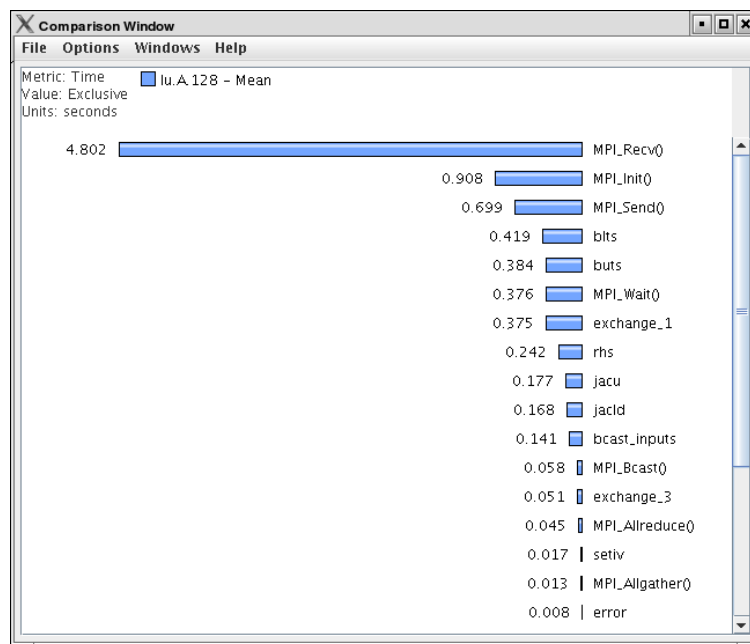 Comparison Window
File Options Windows Help
Metric: Time
Value: Exclusive
Units: seconds
lu.A.128 - Mean
4.802 MPI_Recv()
0.908 MPI_Init()
0.699 MPI_Send()
0.419 blts
0.384 buts
0.376 MPI_Wait()
0.375 exchange_1
0.242 rhs
0.177 jacu
0.168 jacld
0.141 bcast_inputs
0.058 MPI_Bcast()
0.051 exchange_3
0.045 MPI_Allreduce()
0.017 setiv
0.013 MPI_Allgather()
0.008 error